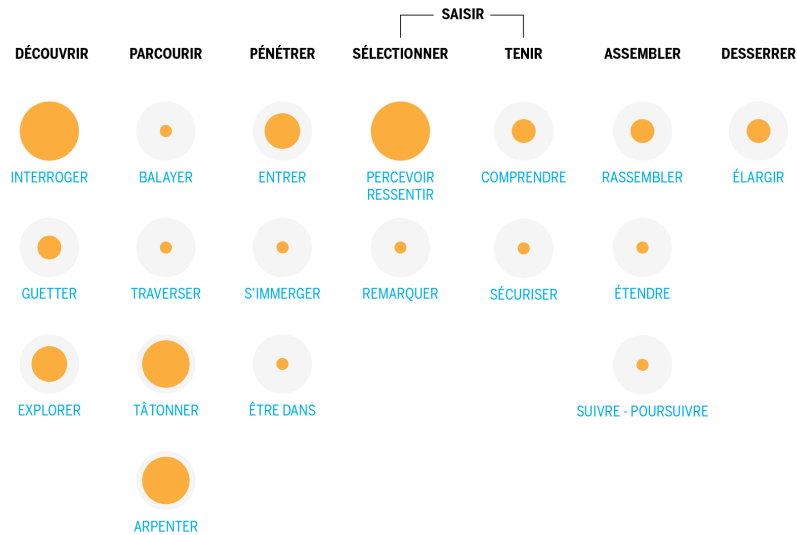 SAISIR
DÉCOUVRIR PARCOURIR PÉNÉTRER SÉLECTIONNER TENIR ASSEMBLER DESSERRER
INTERROGER BALAYER ENTRER PERCEVOIR COMPRENDRE RASSEMBLER ÉLARGIR
RESSENTIR
GUETTER TRAVERSER S'IMMERGER REMARQUER SÉCURISER ÉTENDRE
EXPLORER TÂTONNER ÊTRE DANS SUIVRE - POURSUIVRE
ARPENTER